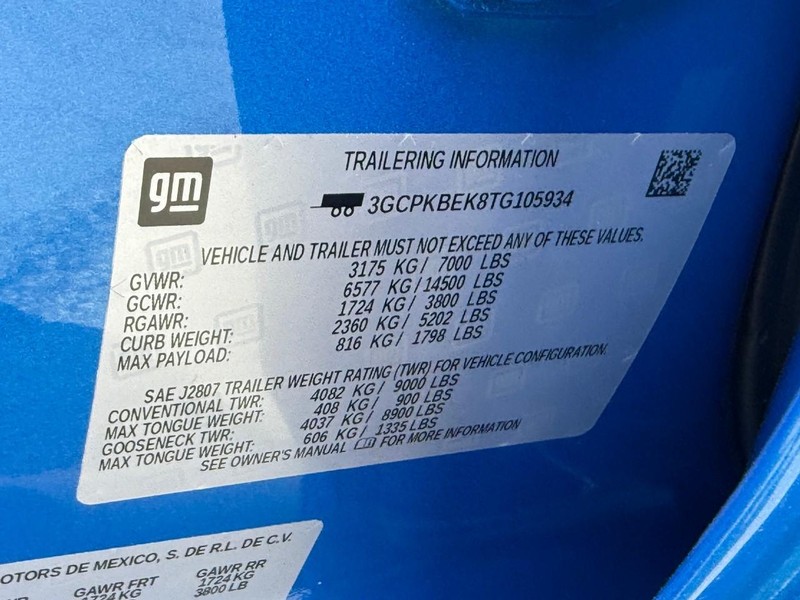 gm
TRAILERING INFORMATION
3GCPKBEK8TG105934
VEHICLE AND TRAILER MUST NOT EXCEED ANY OF THESE VALUES.
GVWR: 3175 KG/ 7000 LBS
GCWR: 6577 KG/14500 LBS
RGAWR: 1724 KG/ 3800 LBS
CURB WEIGHT: 2360 KG/ 5202 LBS
MAX PAYLOAD: 816 KG/ 1798 LBS
SAE J2807 TRAILER WEIGHT RATING (TWR) FOR VEHICLE CONFIGURATION.
CONVENTIONAL TWR: 4082 KG/ 9000 LBS
MAX TONGUE WEIGHT: 408 KG/ 900 LBS
GOOSENECK TWR: 4037 KG/ 8900 LBS
MAX TONGUE WEIGHT: 606 KG/ 1335 LBS
SEE OWNER'S MANUAL FOR MORE INFORMATION
OTORS DE MEXICO, S. DE R.L. DE C.V.
GAWR FRT GAWR RR
1724 KG 1724 KG
3800 LB 3800 LB